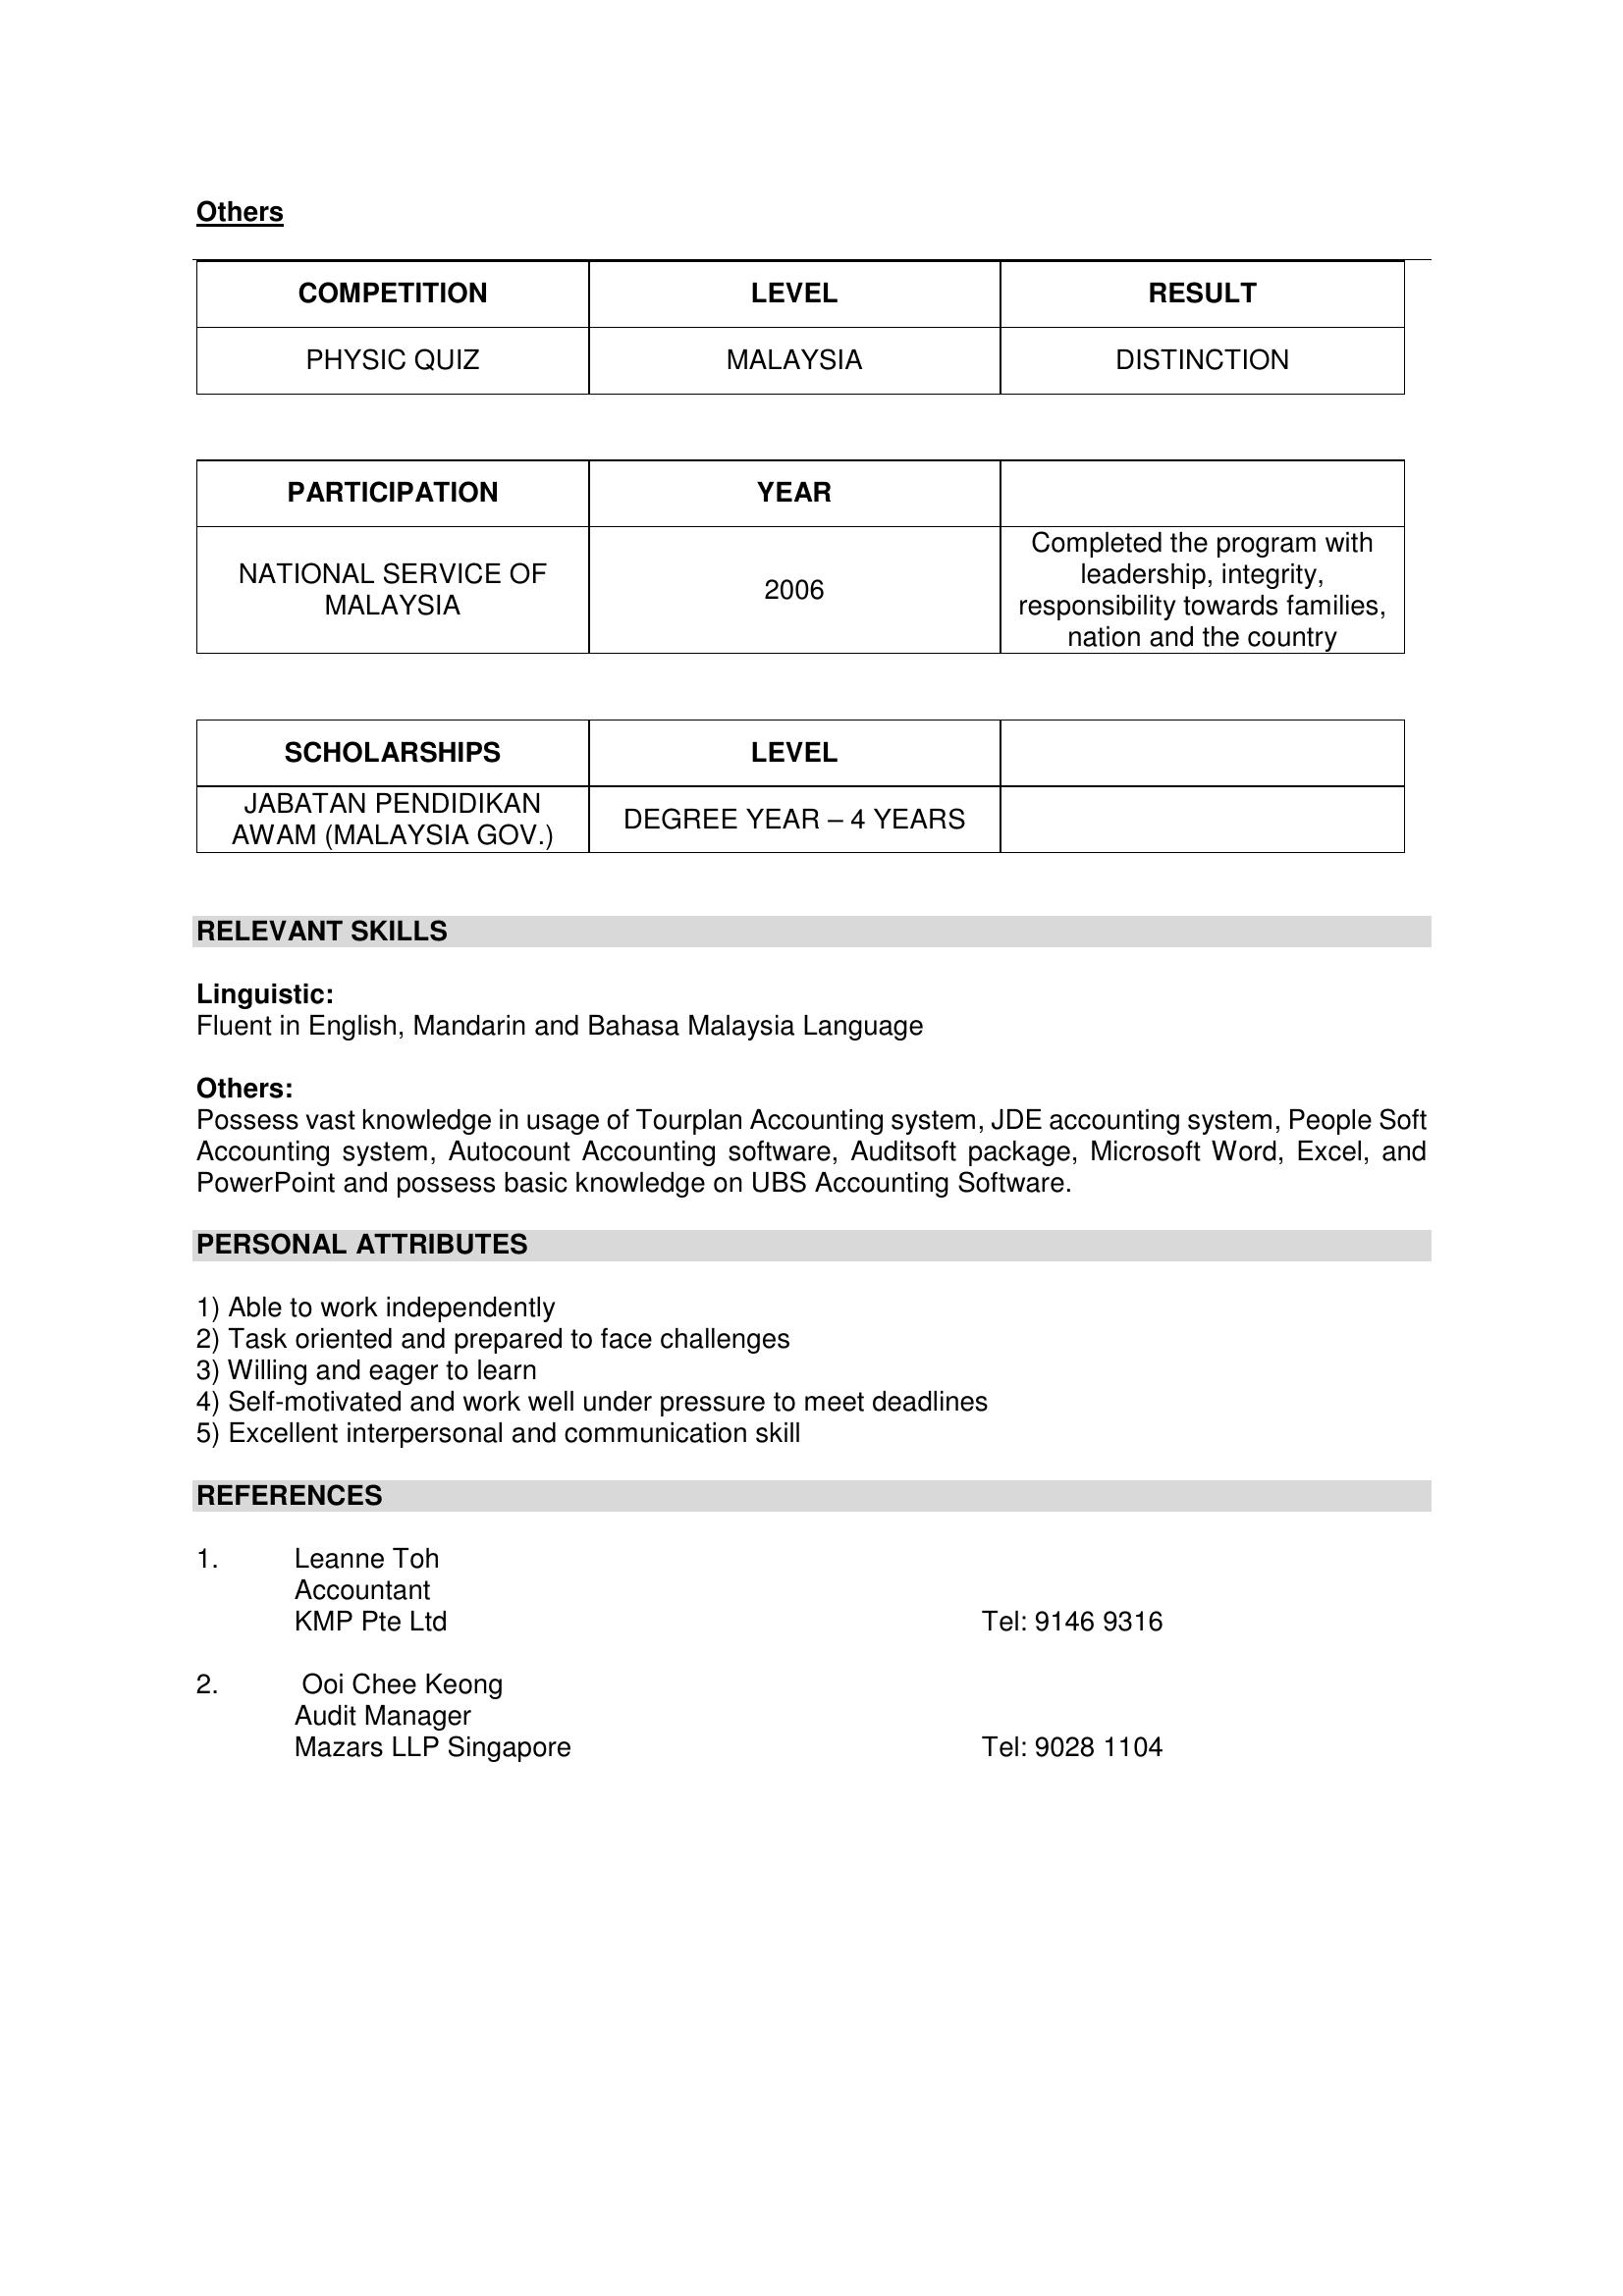 Others
COMPETITION LEVEL RESULT
PHYSIC QUIZ MALAYSIA DISTINCTION
PARTICIPATION YEAR
NATIONAL SERVICE OF
MALAYSIA
2006
Completed the program with
leadership, integrity,
responsibility towards families,
nation and the country
SCHOLARSHIPS LEVEL
JABATAN PENDIDIKAN
AWAM (MALAYSIA GOV.)
DEGREE YEAR – 4 YEARS
RELEVANT SKILLS
Linguistic:
Fluent in English, Mandarin and Bahasa Malaysia Language
Others:
Possess vast knowledge in usage of Tourplan Accounting system, JDE accounting system, People Soft
Accounting system, Autocount Accounting software, Auditsoft package, Microsoft Word, Excel, and
PowerPoint and possess basic knowledge on UBS Accounting Software.
PERSONAL ATTRIBUTES
1) Able to work independently
2) Task oriented and prepared to face challenges
3) Willing and eager to learn
4) Self-motivated and work well under pressure to meet deadlines
5) Excellent interpersonal and communication skill
REFERENCES
1. Leanne Toh
Accountant
KMP Pte Ltd Tel: 9146 9316
2. Ooi Chee Keong
Audit Manager
Mazars LLP Singapore Tel: 9028 1104